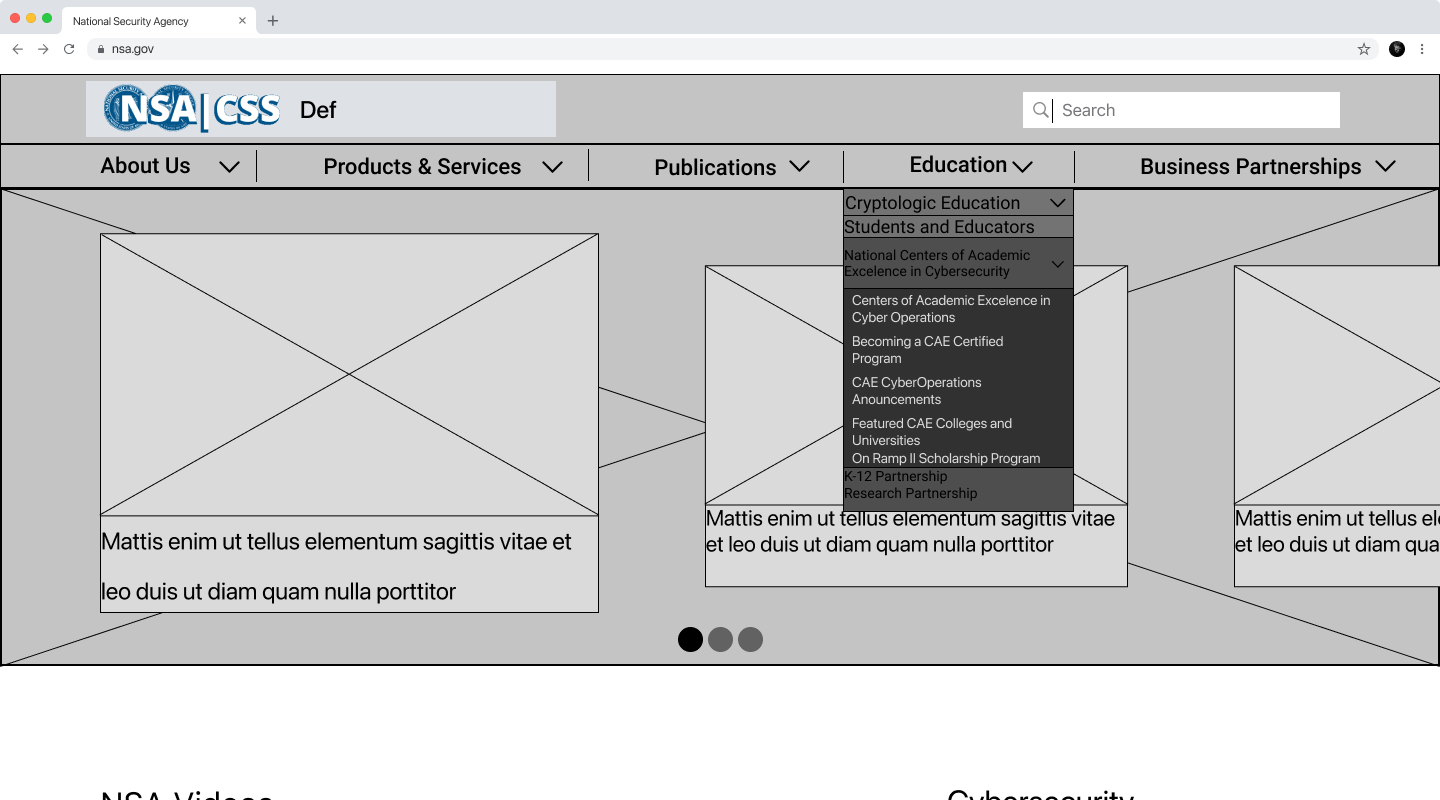 National Security Agency
nsa.gov
NSA|CSS Def
Search
About Us
Products & Services
Publications
Education
Business Partnerships
Cryptologic Education
Students and Educators
National Centers of Academic
Excelence in Cybersecurity
Centers of Academic Excelence in
Cyber Operations
Becoming a CAE Certified
Program
CAE CyberOperations
Anouncements
Featured CAE Colleges and
Universities
On Ramp II Scholarship Program
K-12 Partnership
Research Partnership
Mattis enim ut tellus elementum sagittis vitae et
leo duis ut diam quam nulla porttitor
Mattis enim ut tellus elementum sagittis vitae
et leo duis ut diam quam nulla porttitor
Mattis enim ut tellus
et leo duis ut diam
NSA Videos
Cybersecurity